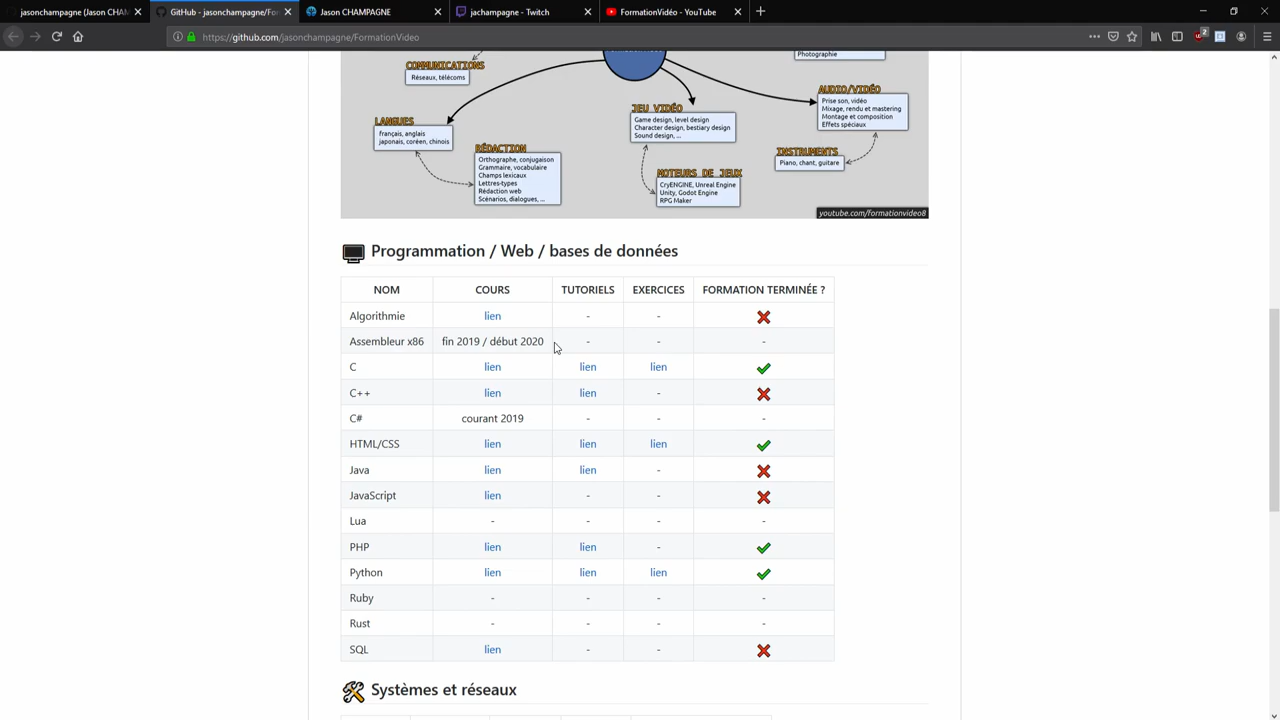 jasonchampagne (Jason CHAM
GitHub - jasonchampagne/For
Jason CHAMPAGNE
jachampagne - Twitch
FormationVidéo - YouTube
https://github.com/jasonchampagne/FormationVidéo
2
Photographie
COMMUNICATIONS
Réseaux, télécoms
LANGUES
français, anglais
japonais, coréen, chinois
RÉDACTION
Orthographe, conjugaison
Grammaire, vocabulaire
Champs lexicaux
Lettres-types
Rédaction web
Scénarios, dialogues, ...
JEU VIDÉO
Game design, level design
Character design, bestiary design
Sound design, ...
MOTEURS DE JEUX
CryENGINE, Unreal Engine
Unity, Godot Engine
RPG Maker
AUDIO/VIDÉO
Prise son, vidéo
Mixage, rendu et mastering
Montage et composition
Effets spéciaux
INSTRUMENTS
Piano, chant, guitare
youtube.com/formationvideo8
Programmation / Web / bases de données
NOM COURS TUTORIELS EXERCICES FORMATION TERMINÉE ?
Algorithmie lien - -
Assembleur x86 fin 2019 / début 2020 - - -
C lien lien lien
C++ lien lien -
C# courant 2019 - - -
HTML/CSS lien lien lien
Java lien lien -
JavaScript lien - -
Lua - - - -
PHP lien lien -
Python lien lien lien
Ruby - - - -
Rust - - - -
SQL lien - -
Systèmes et réseaux